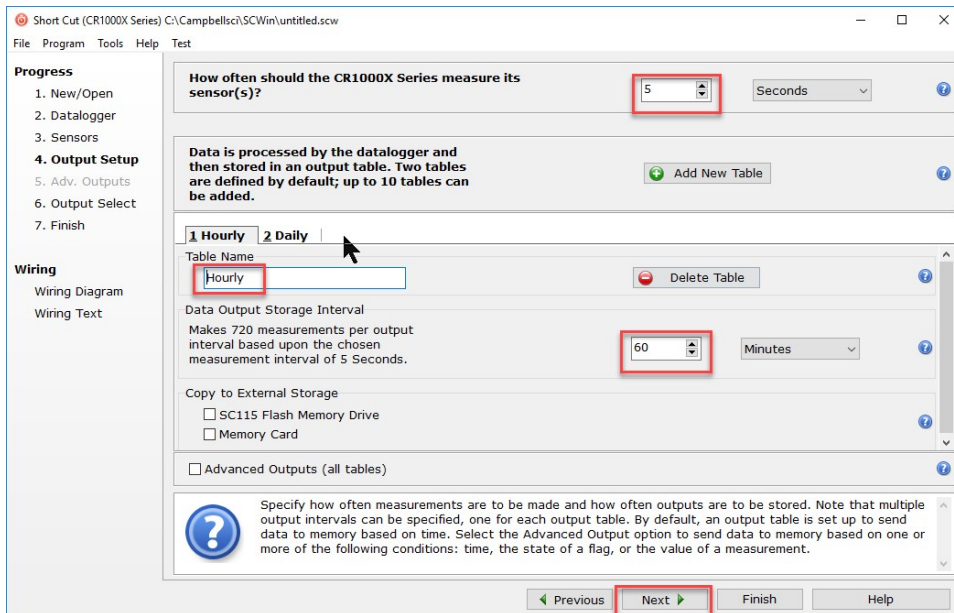 Short Cut (CR1000X Series) C:\Campbellsci\SCWin\untitled.scw
File Program Tools Help Test
Progress
1. New/Open
2. Datalogger
3. Sensors
4. Output Setup
5. Adv. Outputs
6. Output Select
7. Finish
Wiring
Wiring Diagram
Wiring Text
How often should the CR1000X Series measure its
sensor(s)?
5
Seconds
Data is processed by the datalogger and
then stored in an output table. Two tables
are defined by default; up to 10 tables can
be added.
Add New Table
1 Hourly 2 Daily
Table Name
Hourly
Delete Table
Data Output Storage Interval
Makes 720 measurements per output
interval based upon the chosen
measurement interval of 5 Seconds.
60
Minutes
Copy to External Storage
SC115 Flash Memory Drive
Memory Card
Advanced Outputs (all tables)
Specify how often measurements are to be made and how often outputs are to be stored. Note that multiple
output intervals can be specified, one for each output table. By default, an output table is set up to send
data to memory based on time. Select the Advanced Output option to send data to memory based on one or
more of the following conditions: time, the state of a flag, or the value of a measurement.
Previous
Next
Finish
Help